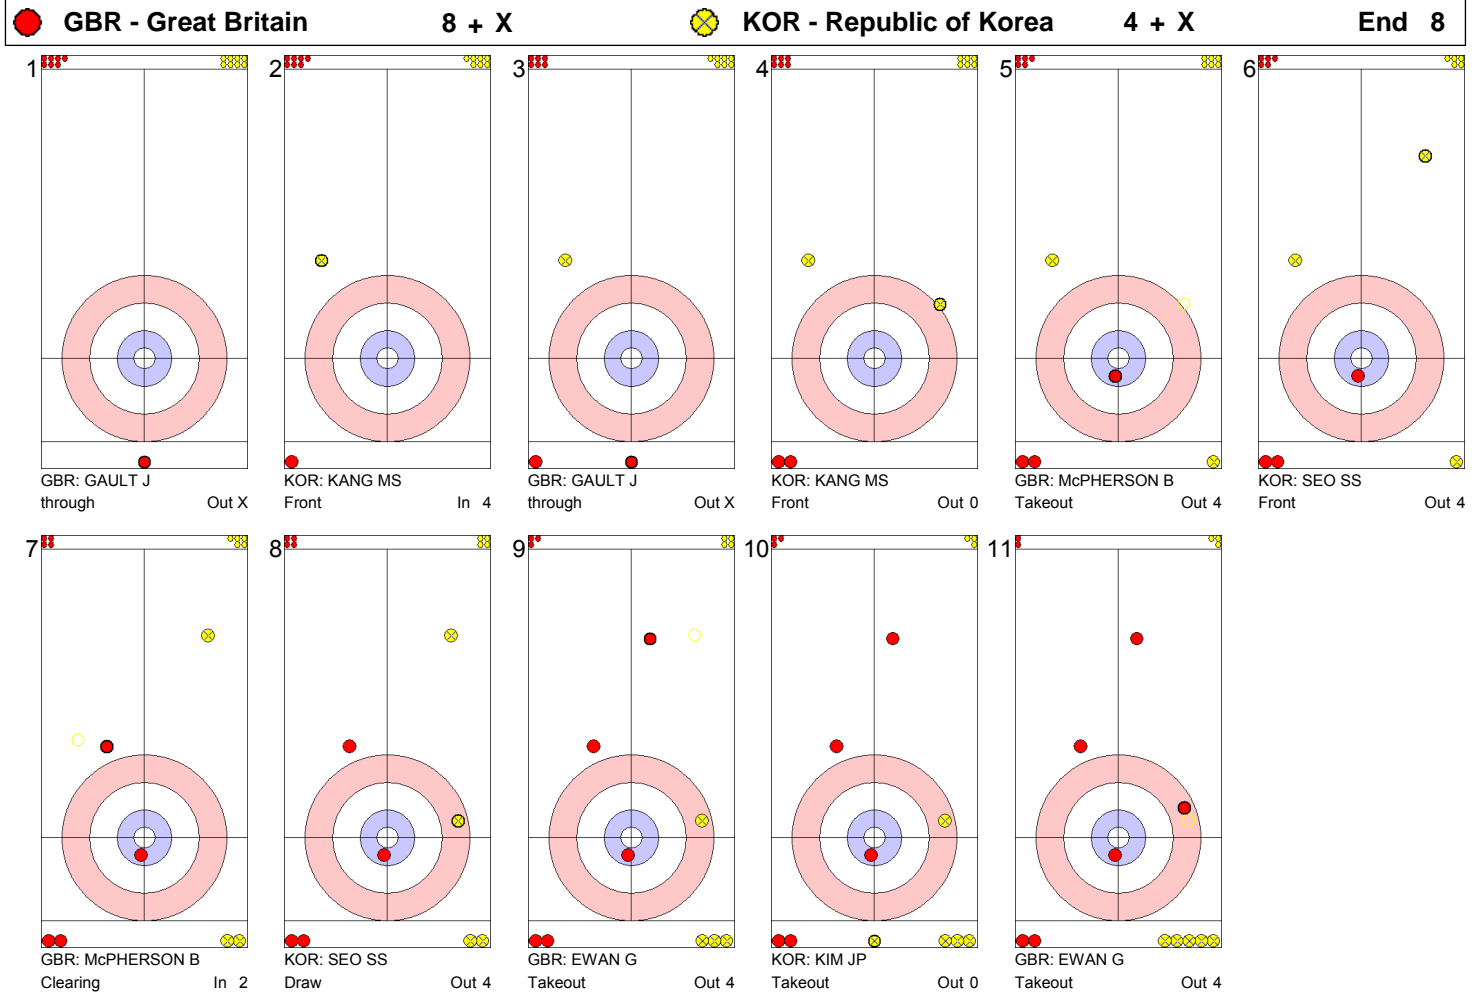 GBR - Great Britain 8 + X KOR - Republic of Korea 4 + X End 8
1 2 3 4 5 6
GBR: GAULT J KOR: KANG MS GBR: GAULT J KOR: KANG MS GBR: McPHERSON B KOR: SEO SS
through Out X Front In 4 through Out X Front Out 0 Takeout Out 4 Front Out 4
7 8 9 10 11
GBR: McPHERSON B KOR: SEO SS GBR: EWAN G KOR: KIM JP GBR: EWAN G
Clearing In 2 Draw Out 4 Takeout Out 4 Takeout Out 0 Takeout Out 4